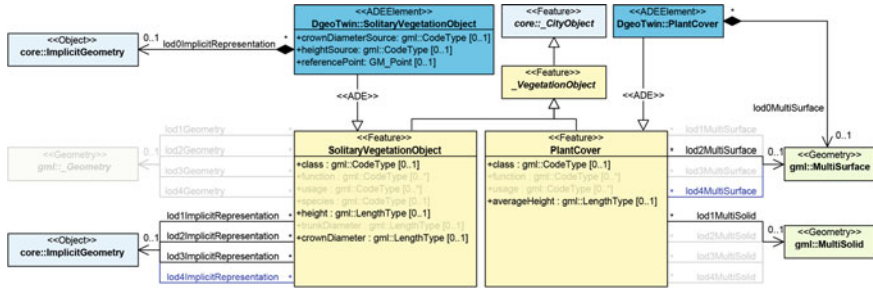 <<ADEElement>>
DgeoTwin::SolitaryVegetationObject
+crownDiameterSource: gml::CodeType [0..1]
+heightSource: gml::CodeType [0..1]
+referencePoint: GM_Point [0..1]
<<Feature>>
core::_CityObject
<<ADEElement>>
DgeoTwin::PlantCover
*
<<Object>>
core::ImplicitGeometry
0..1
lod0ImplicitRepresentation
*
<<Feature>>
_VegetationObject
<<ADE>>
<<ADE>>
lod0MultiSurface
<<Geometry>>
gml::_Geometry
0..1
lod1Geometry *
lod2Geometry *
lod3Geometry *
lod4Geometry *
<<Feature>>
SolitaryVegetationObject
+class : gml::CodeType [0..1]
+function : gml::CodeType [0..*]
+usage : gml::CodeType [0..*]
+species : gml::CodeType [0..1]
+height : gml::LengthType [0..1]
+trunkDiameter : gml::LengthType [0..1]
+crownDiameter : gml::LengthType [0..1]
<<Feature>>
PlantCover
+class : gml::CodeType [0..1]
+function : gml::CodeType [0..*]
+usage : gml::CodeType [0..*]
+averageHeight : gml::LengthType [0..1]
* lod1MultiSurface
* lod2MultiSurface
* lod3MultiSurface
* lod4MultiSurface
0..1
0..1
<<Geometry>>
gml::MultiSurface
<<Object>>
core::ImplicitGeometry
0..1
lod1ImplicitRepresentation *
lod2ImplicitRepresentation *
lod3ImplicitRepresentation *
lod4ImplicitRepresentation *
* lod1MultiSolid
* lod2MultiSolid
* lod3MultiSolid
* lod4MultiSolid
0..1
<<Geometry>>
gml::MultiSolid